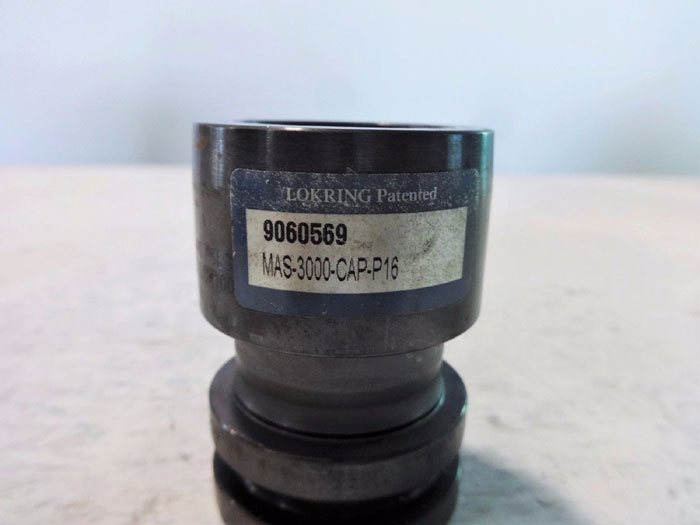 LOKRING Patented
9060569
MAS-3000-CAP-P16